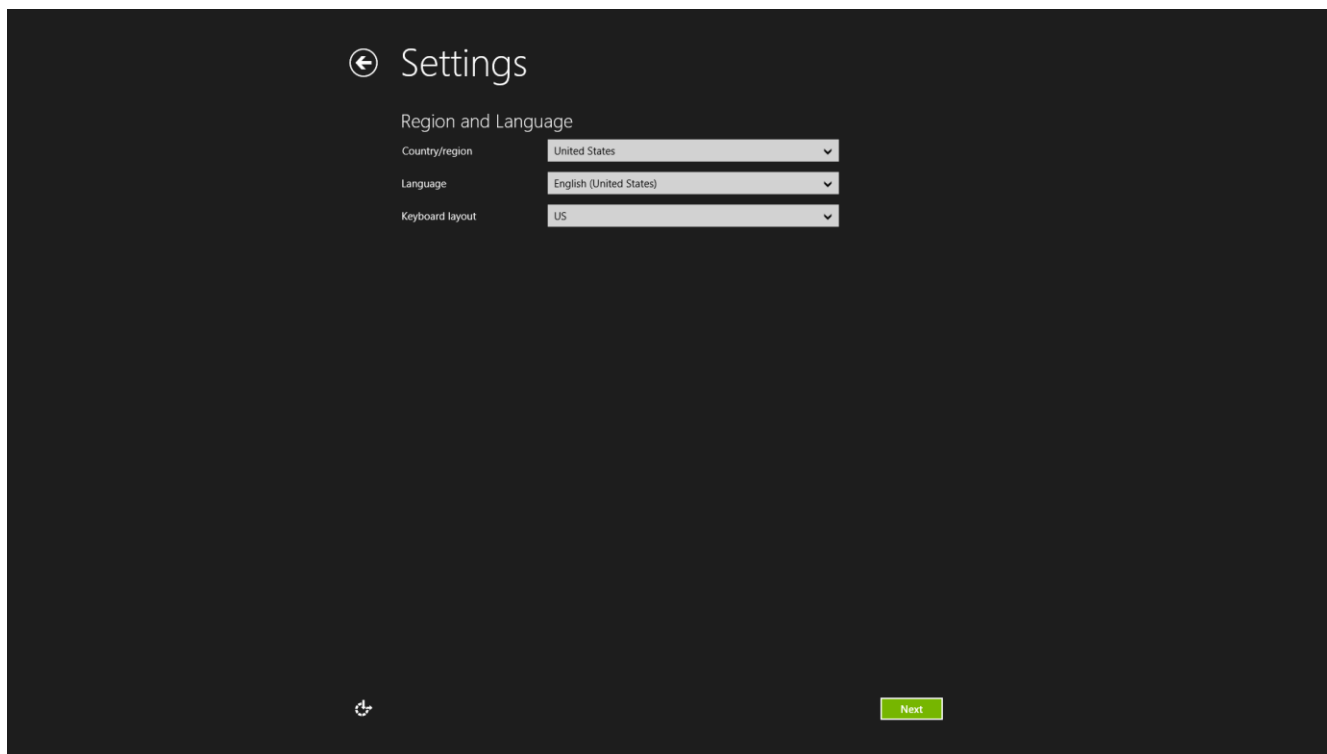 Settings
Region and Language
Country/region United States
Language English (United States)
Keyboard layout US
Next